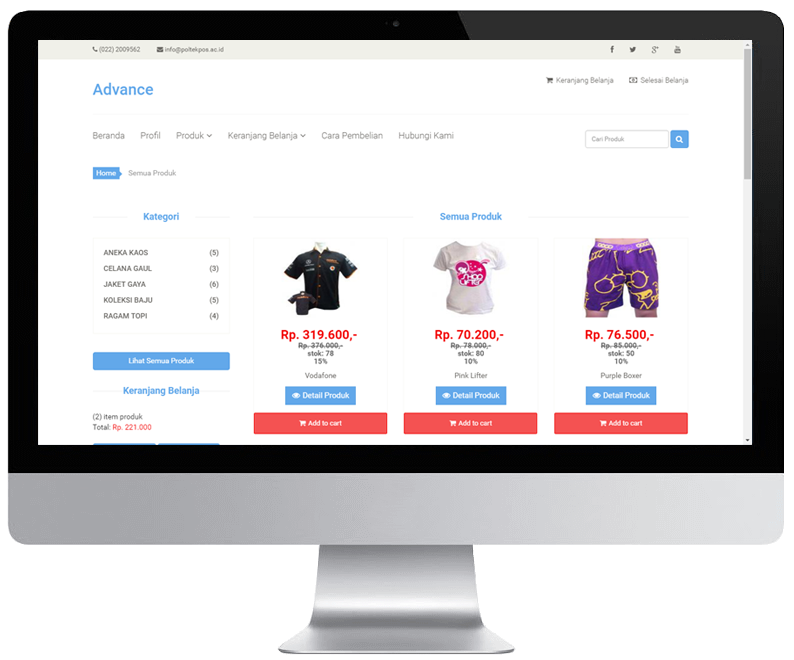 (022) 2009562 info@poltekpos.ac.id
Advance
Keranjang Belanja Selesai Belanja
Beranda Profil Produk Keranjang Belanja Cara Pembelian Hubungi Kami
Cari Produk
Home Semua Produk
Kategori
ANEKA KAOS (5)
CELANA GAUL (3)
JAKET GAYA (6)
KOLEKSI BAJU (5)
RAGAM TOPI (4)
Lihat Semua Produk
Keranjang Belanja
(2) item produk
Total: Rp. 221.000
Semua Produk
Rp. 319.600,-
Rp. 376.000,-
stok: 78
15%
Vodafone
Detail Produk
Add to cart
Rp. 70.200,-
Rp. 78.000,-
stok: 80
10%
Pink Lifter
Detail Produk
Add to cart
Rp. 76.500,-
Rp. 85.000,-
stok: 50
10%
Purple Boxer
Detail Produk
Add to cart